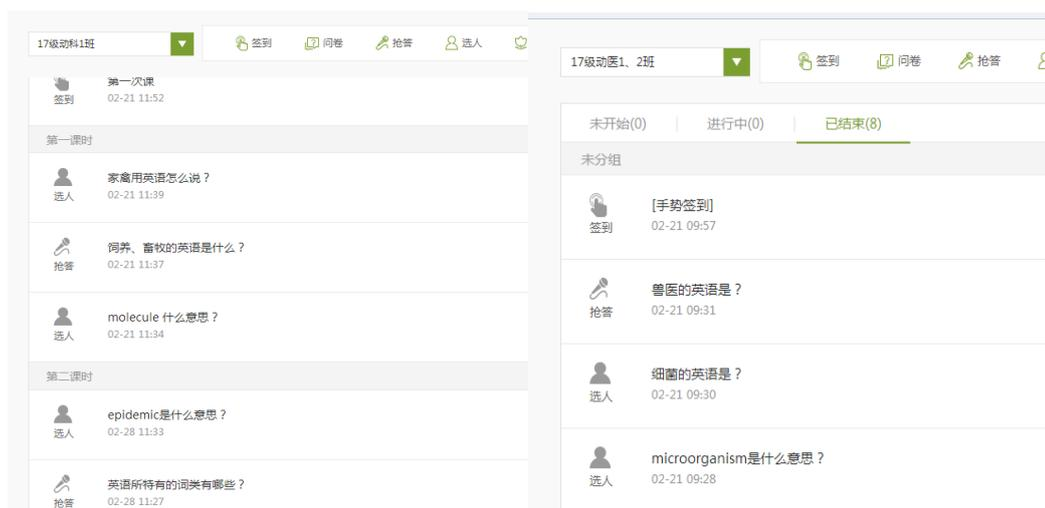 17级动科1班
签到
问卷
抢答
选人
第一次课
签到
02-21 11:52
第一课时
家禽用英语怎么说？
选人
02-21 11:39
饲养、畜牧的英语是什么？
抢答
02-21 11:37
molecule 什么意思？
选人
02-21 11:34
第二课时
epidemic是什么意思？
选人
02-28 11:33
英语所特有的词类有哪些？
抢答
02-28 11:27
17级动医1、2班
签到
问卷
抢答
未开始(0)
进行中(0)
已结束(8)
未分组
[手势签到]
签到
02-21 09:57
兽医的英语是？
抢答
02-21 09:31
细菌的英语是？
选人
02-21 09:30
microorganism是什么意思？
选人
02-21 09:28